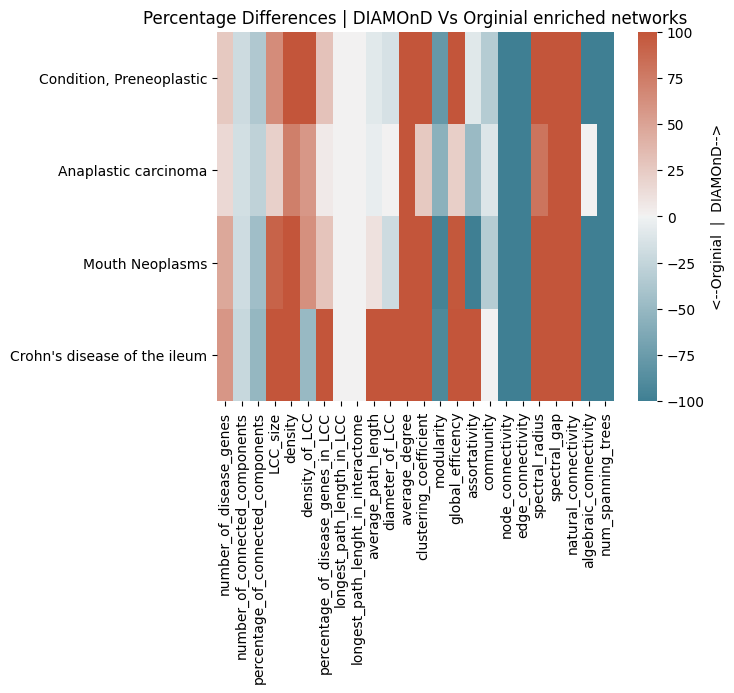 Percentage Differences | DIAMOnD Vs Orginial enriched networks
Condition, Preneoplastic
Anaplastic carcinoma
Mouth Neoplasms
Crohn's disease of the ileum
100
75
50
25
0
−25
−50
−75
−100
<--Orginial | DIAMOnD-->
number_of_disease_genes
number_of_connected_components
percentage_of_connected_components
LCC_size
density
density_of_LCC
percentage_of_disease_genes_in_LCC
longest_path_length_in_LCC
longest_path_lenght_in_interactome
average_path_length
diameter_of_LCC
average_degree
clustering_coefficient
modularity
global_efficency
assortativity
community
node_connectivity
edge_connectivity
spectral_radius
spectral_gap
natural_connectivity
algebraic_connectivity
num_spanning_trees